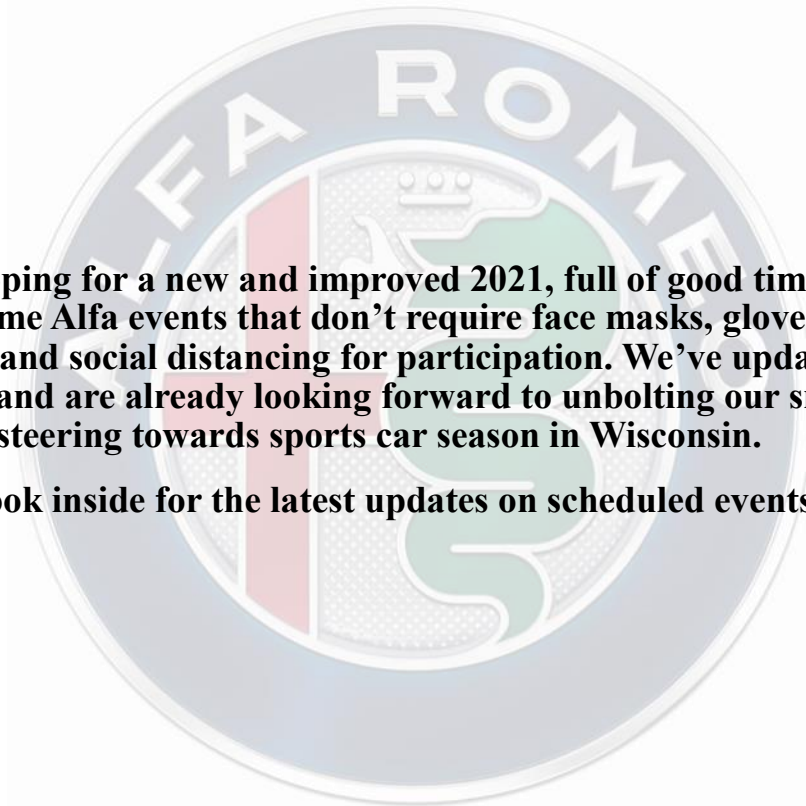 ALFA ROMEO
ping for a new and improved 2021, full of good tim
me Alfa events that don’t require face masks, glove
and social distancing for participation. We’ve upda
and are already looking forward to unbolting our s
steering towards sports car season in Wisconsin.
ok inside for the latest updates on scheduled events